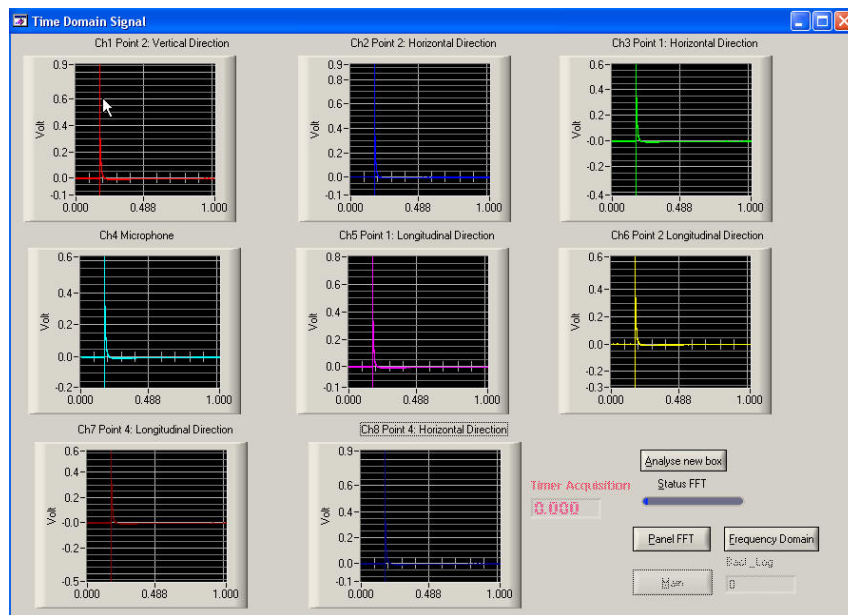 Time Domain Signal
Ch1 Point 2: Vertical Direction
0.9
0.6
0.4
0.2
0.0
-0.1
Volt
0.000 0.488 1.000
Ch2 Point 2: Horizontal Direction
0.9
0.6
0.4
0.2
0.0
-0.1
Volt
0.000 0.488 1.000
Ch3 Point 1: Horizontal Direction
0.6
0.4
0.2
-0.0
-0.2
-0.4
Volt
0.000 0.488 1.000
Ch4 Microphone
0.6
0.4
0.2
0.0
-0.2
Volt
0.000 0.488 1.000
Ch5 Point 1: Longitudinal Direction
0.8
0.6
0.4
0.2
0.0
-0.1
Volt
0.000 0.488 1.000
Ch6 Point 2 Longitudinal Direction
0.6
0.4
0.2
0.0
-0.2
-0.3
Volt
0.000 0.488 1.000
Ch7 Point 4: Longitudinal Direction
0.6
0.4
0.2
-0.0
-0.2
-0.5
Volt
0.000 0.488 1.000
Ch8 Point 4: Horizontal Direction
0.9
0.6
0.4
0.2
0.0
-0.1
Volt
0.000 0.488 1.000
Timer Acquisition
0.000
Analyse new box
Status FFT
Panel FFT
Frequency Domain
Bad_Log
Main
0